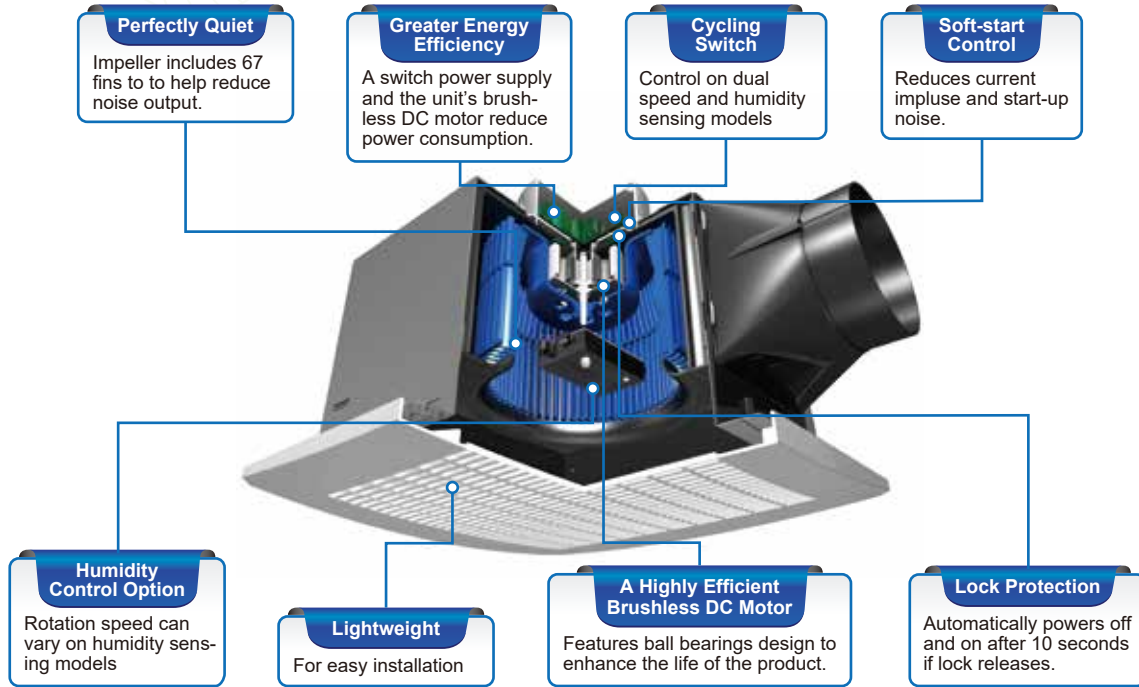 Perfectly Quiet
Impeller includes 67
fins to to help reduce
noise output.
Greater Energy
Efficiency
A switch power supply
and the unit's brush-
less DC motor reduce
power consumption.
Cycling
Switch
Control on dual
speed and humidity
sensing models
Soft-start
Control
Reduces current
impluse and start-up
noise.
Humidity
Control Option
Rotation speed can
vary on humidity sens-
ing models
Lightweight
For easy installation
A Highly Efficient
Brushless DC Motor
Features ball bearings design to
enhance the life of the product.
Lock Protection
Automatically powers off
and on after 10 seconds
if lock releases.